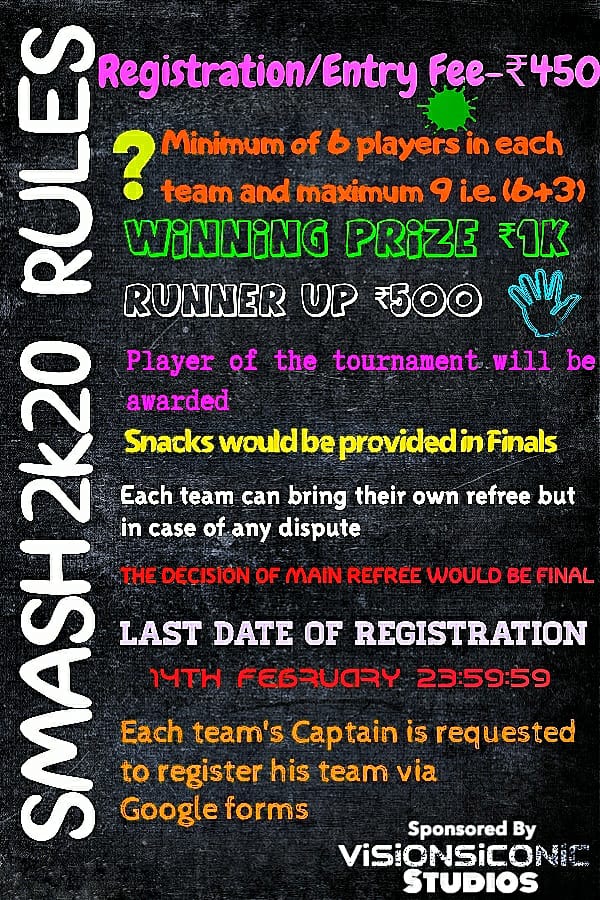 SMASH 2K20 RULES
Registration/Entry Fee-₹450
? Minimum of 6 players in each
team and maximum 9 i.e. (6+3)
WINNING PRIZE ₹1K
RUNNER UP ₹500
Player of the tournament will be
awarded
Snacks would be provided in Finals
Each team can bring their own refree but
in case of any dispute
THE DECISION OF MAIN REFREE WOULD BE FINAL
LAST DATE OF REGISTRATION
14TH FEBRUARY 23:59:59
Each team's Captain is requested
to register his team via
Google forms
Sponsored By
VISIONSICONIC
STUDIOS